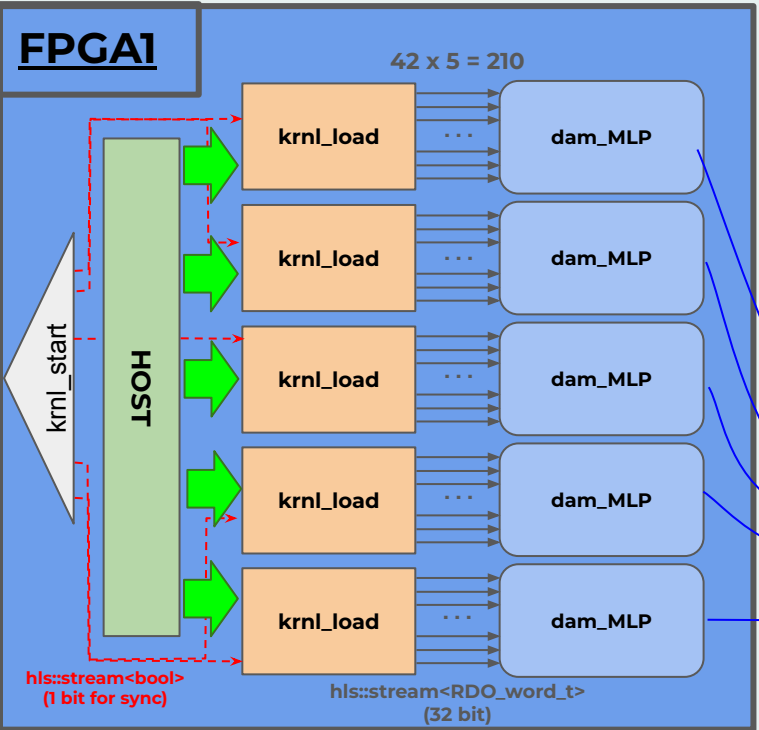 FPGA1
42 x 5 = 210
krnl_load
...
dam_MLP
krnl_load
...
dam_MLP
krnl_start
HOST
krnl_load
...
dam_MLP
krnl_load
...
dam_MLP
krnl_load
...
dam_MLP
hls::stream<bool>
(1 bit for sync)
hls::stream<RDO_word_t>
(32 bit)